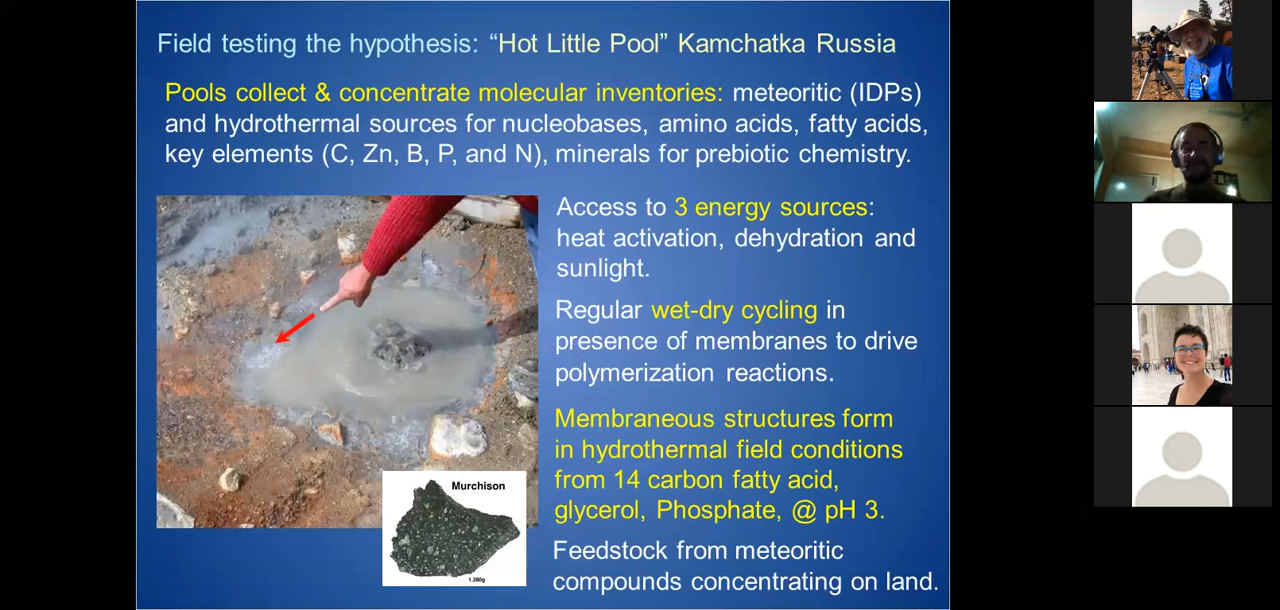 Field testing the hypothesis: “Hot Little Pool” Kamchatka Russia
Pools collect & concentrate molecular inventories: meteoritic (IDPs)
and hydrothermal sources for nucleobases, amino acids, fatty acids,
key elements (C, Zn, B, P, and N), minerals for prebiotic chemistry.
Access to 3 energy sources:
heat activation, dehydration and
sunlight.
Regular wet-dry cycling in
presence of membranes to drive
polymerization reactions.
Membraneous structures form
in hydrothermal field conditions
from 14 carbon fatty acid,
glycerol, Phosphate, @ pH 3.
Feedstock from meteoritic
compounds concentrating on land.
Murchison
1,280g